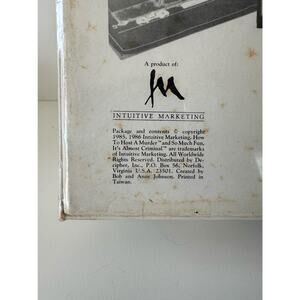 A product of:
INTUITIVE MARKETING
Package and contents © copyright
1985, 1986 Intuitive Marketing. How
To Host A Murder™ and So Much Fun,
It's Almost Criminal™ are trademarks
of Intuitive Marketing. All Worldwide
Rights Reserved. Distributed by De-
cipher, Inc., P.O. Box 56, Norfolk,
Virginia U.S.A. 23501. Created by
Bob and Anne Johnson. Printed in
Taiwan.